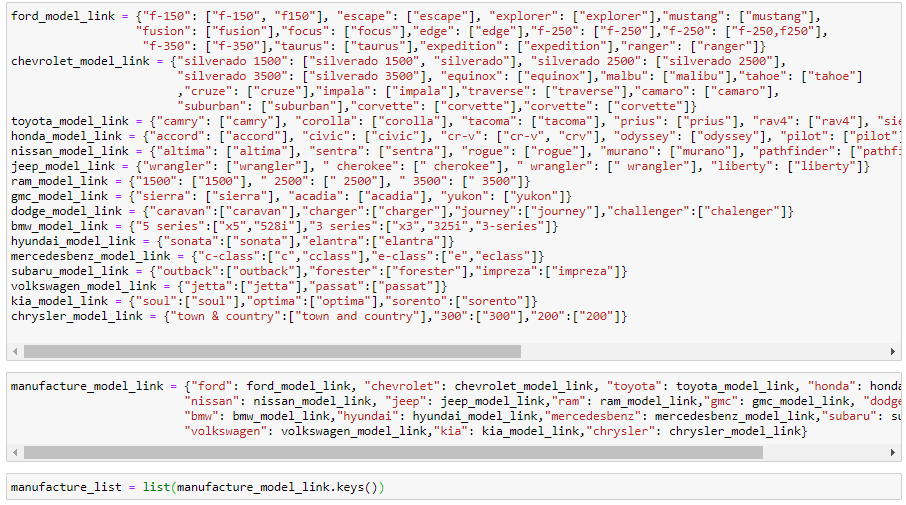 ford_model_link = {"f-150": ["f-150", "f150"], "escape": ["escape"], "explorer": ["explorer"],"mustang": ["mustang"],
"fusion": ["fusion"],"focus": ["focus"],"edge": ["edge"],"f-250": ["f-250"],"f-250": ["f-250,f250"],
"f-350": ["f-350"],"taurus": ["taurus"],"expedition": ["expedition"],"ranger": ["ranger"]}
chevrolet_model_link = {"silverado 1500": ["silverado 1500", "silverado"], "silverado 2500": ["silverado 2500"],
"silverado 3500": ["silverado 3500"], "equinox": ["equinox"],"malbu": ["malibu"],"tahoe": ["tahoe"]
,"cruze": ["cruze"],"impala": ["impala"],"traverse": ["traverse"],"camaro": ["camaro"],
"suburban": ["suburban"],"corvette": ["corvette"],"corvette": ["corvette"]}
toyota_model_link = {"camry": ["camry"], "corolla": ["corolla"], "tacoma": ["tacoma"], "prius": ["prius"], "rav4": ["rav4"], "sie
honda_model_link = {"accord": ["accord"], "civic": ["civic"], "cr-v": ["cr-v", "crv"], "odyssey": ["odyssey"], "pilot": ["pilot"
nissan_model_link = {"altima": ["altima"], "sentra": ["sentra"], "rogue": ["rogue"], "murano": ["murano"], "pathfinder": ["pathfi
jeep_model_link = {"wrangler": ["wrangler"], " cherokee": [" cherokee"], " wrangler": [" wrangler"], "liberty": ["liberty"]}
ram_model_link = {"1500": ["1500"], " 2500": [" 2500"], " 3500": [" 3500"]}
gmc_model_link = {"sierra": ["sierra"], "acadia": ["acadia"], "yukon": ["yukon"]}
dodge_model_link = {"caravan":["caravan"],"charger":["charger"],"journey":["journey"],"challenger":["chalenger"]}
bmw_model_link = {"5 series":["x5","528i"],"3 series":["x3","325i","3-series"]}
hyundai_model_link = {"sonata":["sonata"],"elantra":["elantra"]}
mercedesbenz_model_link = {"c-class":["c","cclass"],"e-class":["e","eclass"]}
subaru_model_link = {"outback":["outback"],"forester":["forester"],"impreza":["impreza"]}
volkswagen_model_link = {"jetta":["jetta"],"passat":["passat"]}
kia_model_link = {"soul":["soul"],"optima":["optima"],"sorento":["sorento"]}
chrysler_model_link = {"town & country":["town and country"],"300":["300"],"200":["200"]}
manufacture_model_link = {"ford": ford_model_link, "chevrolet": chevrolet_model_link, "toyota": toyota_model_link, "honda": honda
"nissan": nissan_model_link, "jeep": jeep_model_link,"ram": ram_model_link,"gmc": gmc_model_link, "dodge
"bmw": bmw_model_link,"hyundai": hyundai_model_link,"mercedesbenz": mercedesbenz_model_link,"subaru": su
"volkswagen": volkswagen_model_link,"kia": kia_model_link,"chrysler": chrysler_model_link}
manufacture_list = list(manufacture_model_link.keys())